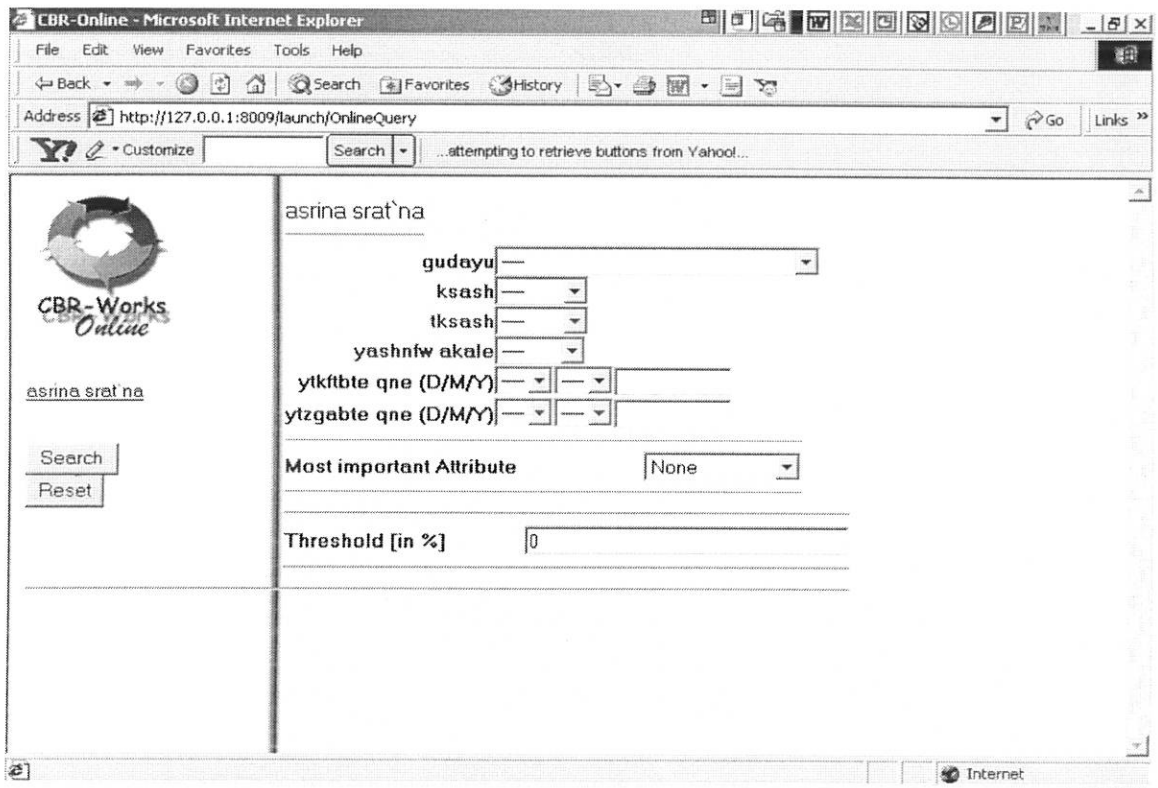 CBR-Online - Microsoft Internet Explorer
File Edit View Favorites Tools Help
Back Search Favorites History
Address http://127.0.0.1:8009/launch/OnlineQuery Go Links »
Y! Customize Search ...attempting to retrieve buttons from Yahoo!...
CBR-Works
Online
asrina srat`na
Search
Reset
asrina srat`na
gudayu —
ksash —
tksash —
yashnfw akale —
ytkftbte qne (D/M/Y) — —
ytzgabte qne (D/M/Y) — —
Most important Attribute None
Threshold [in %] 0
Internet